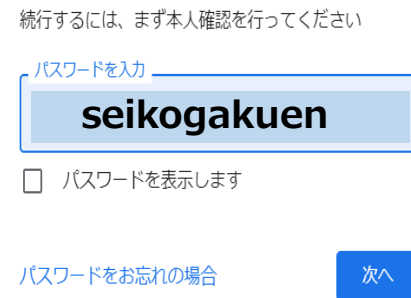 続行するには、まず本人確認を行ってください
パスワードを入力
seikogakuen
パスワードを表示します
パスワードをお忘れの場合
次へ